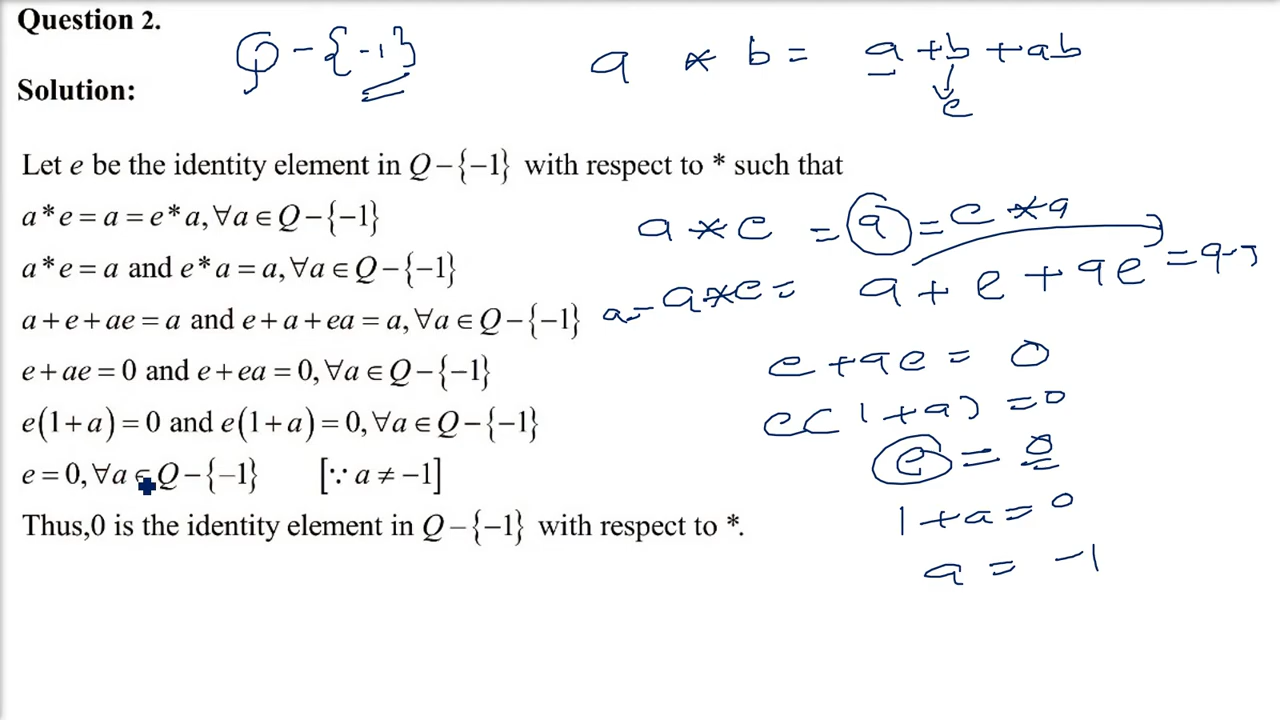 Question 2.
Q - {-1}
a * b = a + b + ab
e
Solution:
Let e be the identity element in Q−{−1} with respect to * such that
a*e = a = e*a, ∀a ∈ Q−{−1}
a * e = a = e * a
a*e = a and e*a = a, ∀a ∈ Q−{−1}
a = a * e = a + e + ae = a
a+e+ae = a and e+a+ea = a, ∀a ∈ Q−{−1}
e + ae = 0
e+ae = 0 and e+ea = 0, ∀a ∈ Q−{−1}
e(1+a) = 0
e(1+a) = 0 and e(1+a) = 0, ∀a ∈ Q−{−1}
e = 0
e = 0, ∀a ∈ Q−{−1} [∵ a ≠ −1]
1 + a = 0
Thus,0 is the identity element in Q−{−1} with respect to *.
a = -1